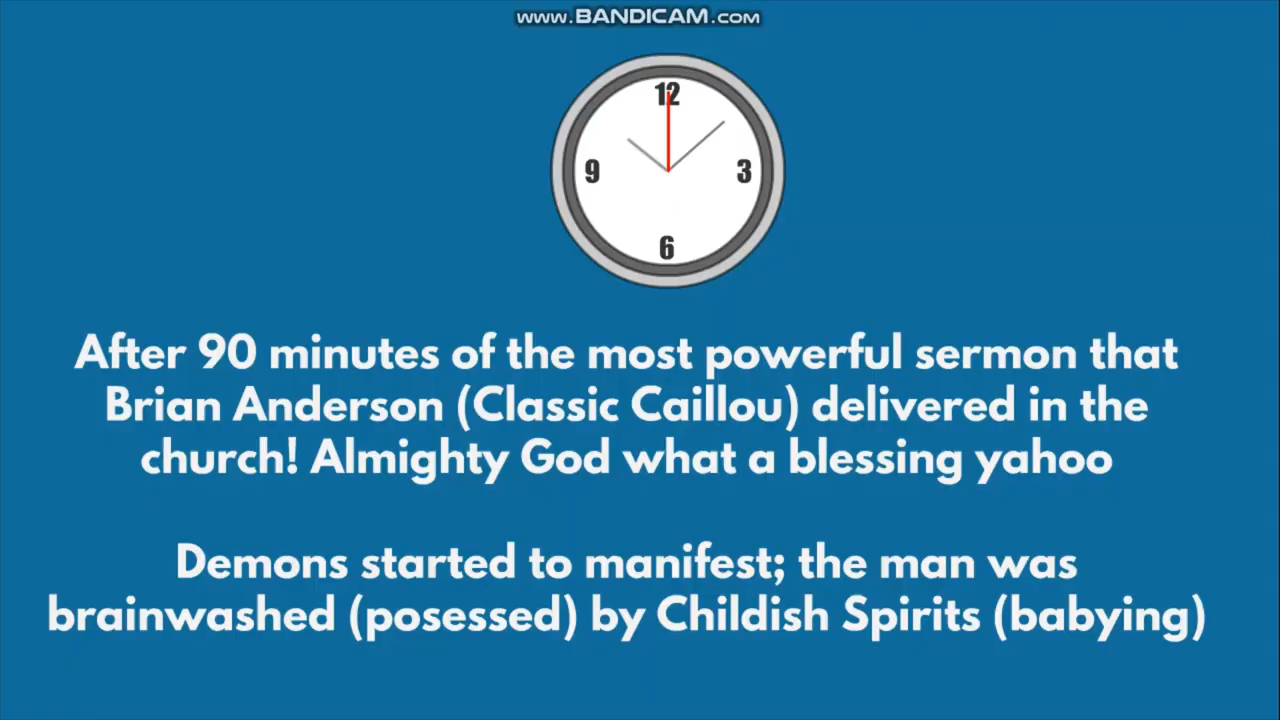 www.BANDICAM.com
12
9
3
6
After 90 minutes of the most powerful sermon that
Brian Anderson (Classic Caillou) delivered in the
church! Almighty God what a blessing yahoo
Demons started to manifest; the man was
brainwashed (posessed) by Childish Spirits (babying)